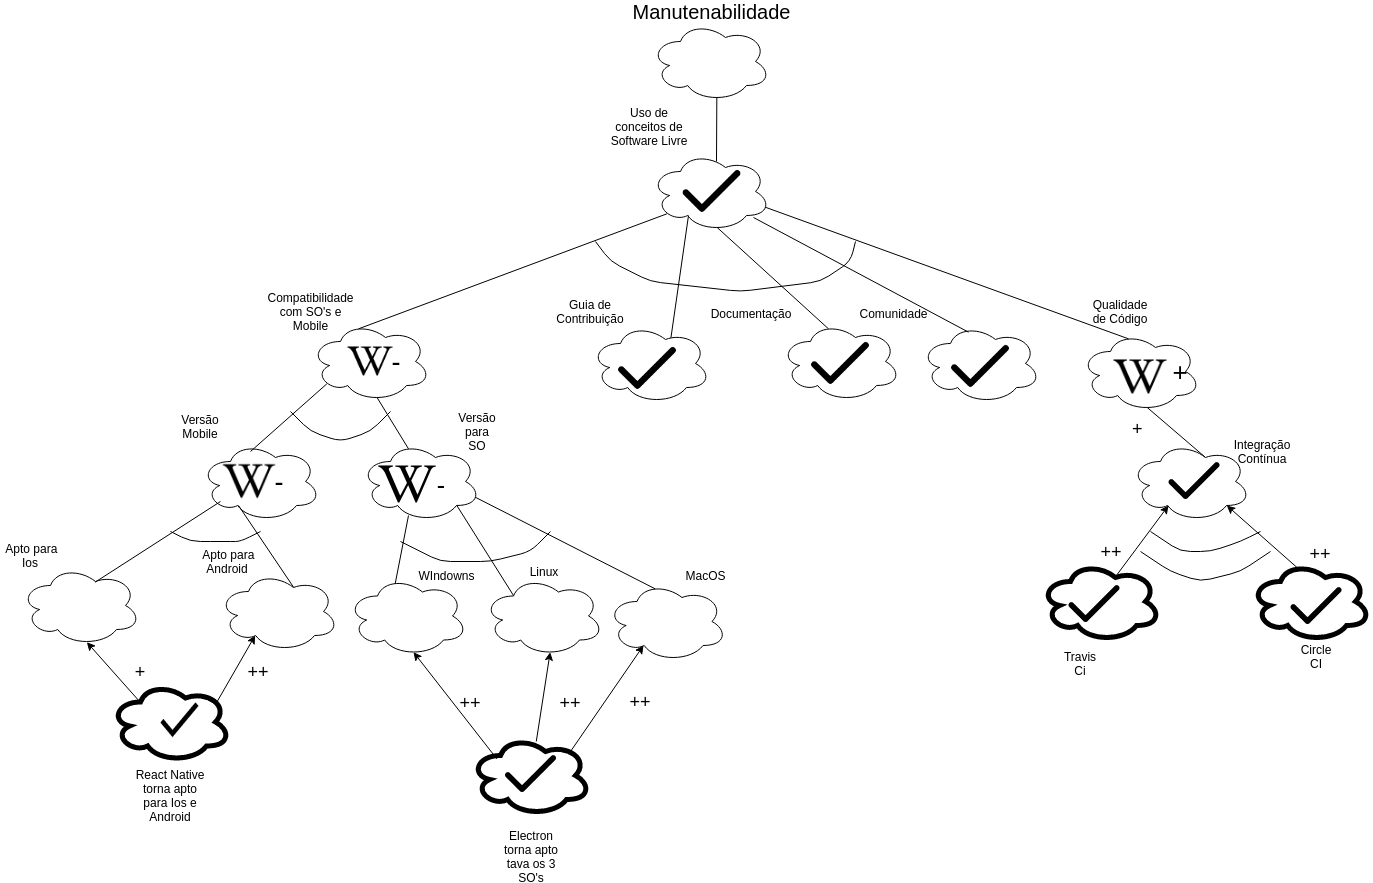 Manutenabilidade
Uso de
conceitos de
Software Livre
Compatibilidade
com SO's e
Mobile
Guia de
Contribuição
Documentação
Comunidade
Qualidade
de Código
W-
W +
Versão
Mobile
Versão
para
SO
+
Integração
Contínua
W-
W-
Apto para
Ios
Apto para
Android
WIndowns
Linux
MacOS
++
++
+
++
++
++
++
Travis
Ci
Circle
CI
React Native
torna apto
para Ios e
Android
Electron
torna apto
tava os 3
SO's